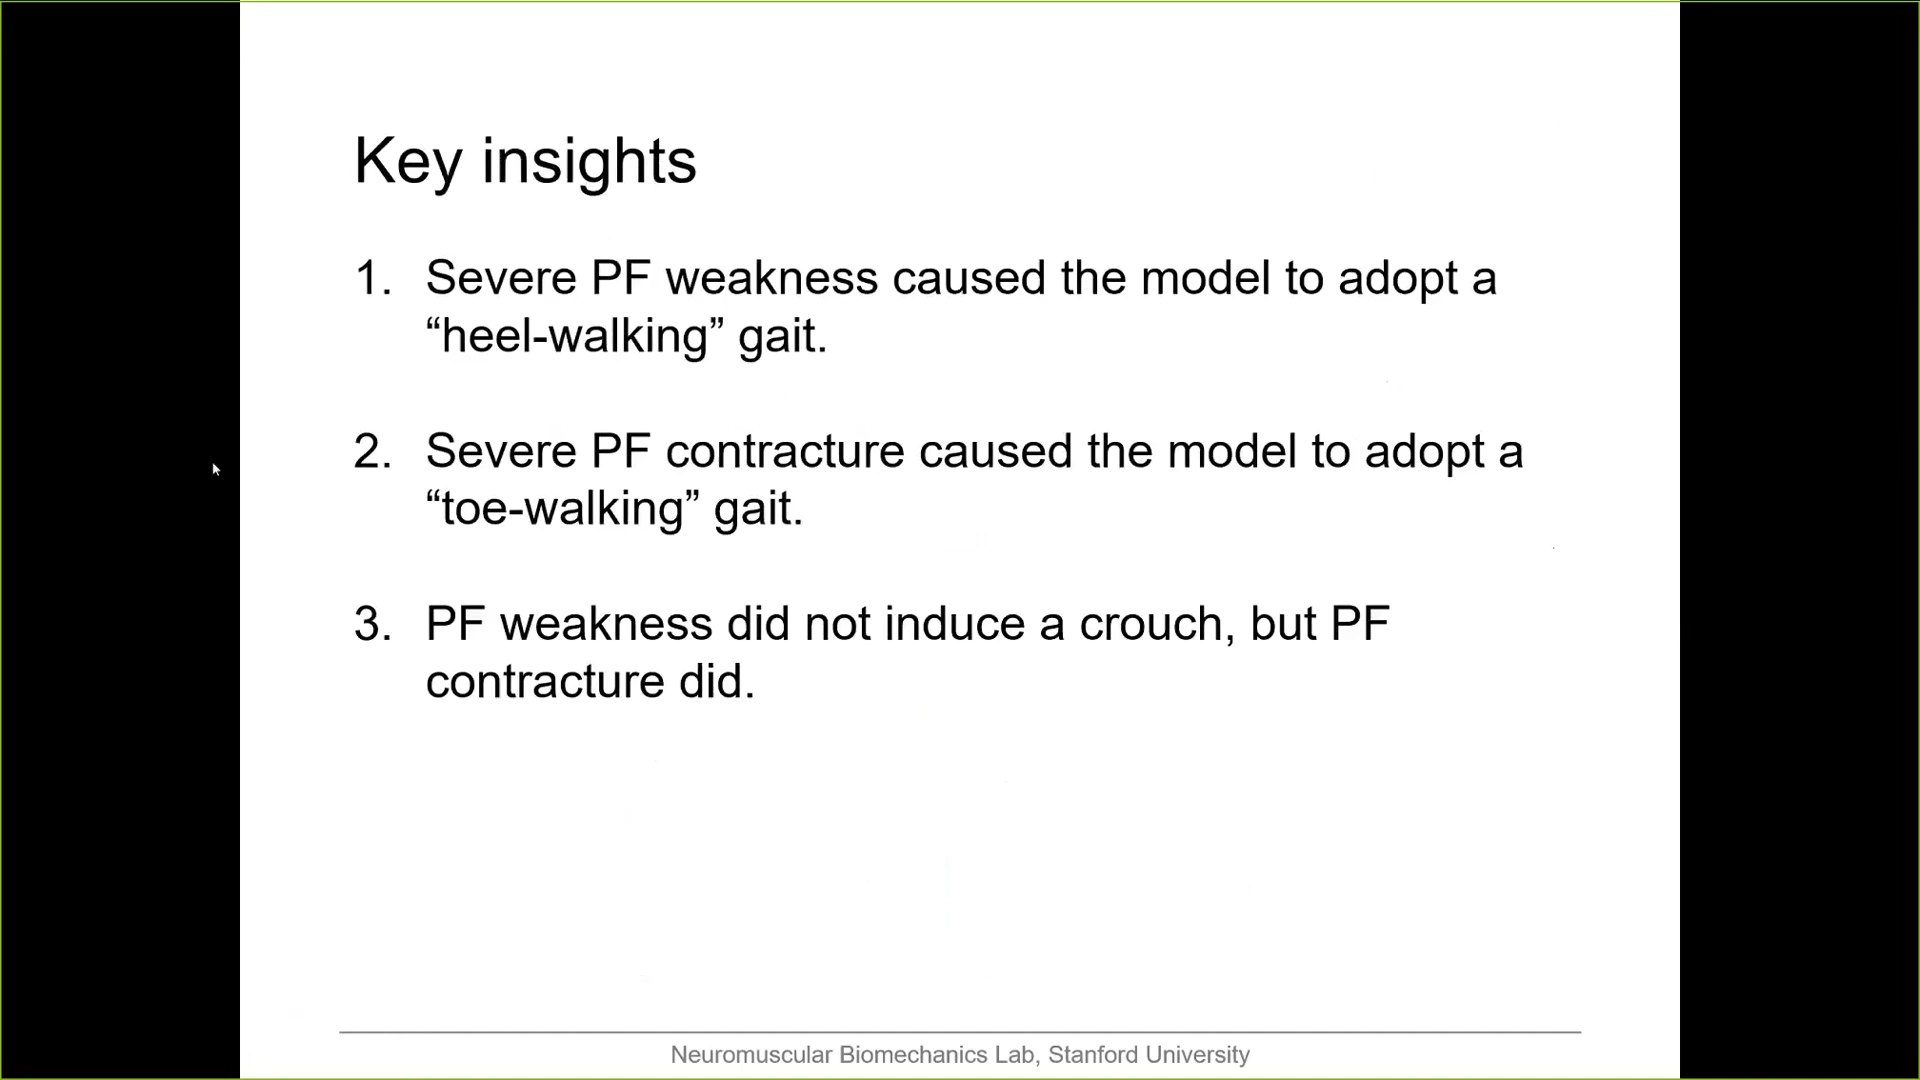 Key insights
1. Severe PF weakness caused the model to adopt a
“heel-walking” gait.
2. Severe PF contracture caused the model to adopt a
“toe-walking” gait.
3. PF weakness did not induce a crouch, but PF
contracture did.
Neuromuscular Biomechanics Lab, Stanford University